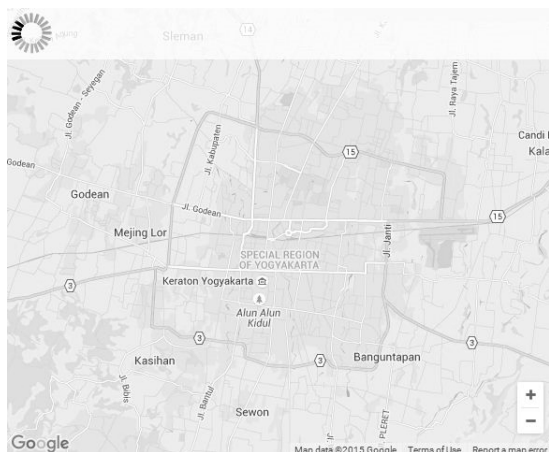 Sleman
14
Jl. Godean - Seyegan
Jl. Raya Tajem
Jl. Kabupaten
15
Candi
Kala
Godean
Godean
Jl. Godean
15
Mejing Lor
Jl. Janti
SPECIAL REGION
OF YOGYAKARTA
Keraton Yogyakarta
3
Alun Alun
Kidul
3
3
3
Kasihan
Banguntapan
Jl. Bibis
Jl. Bantul
Sewon
Jl. PLERET
+
−
Google
Map data ©2015 Google
Terms of Use
Report a map error